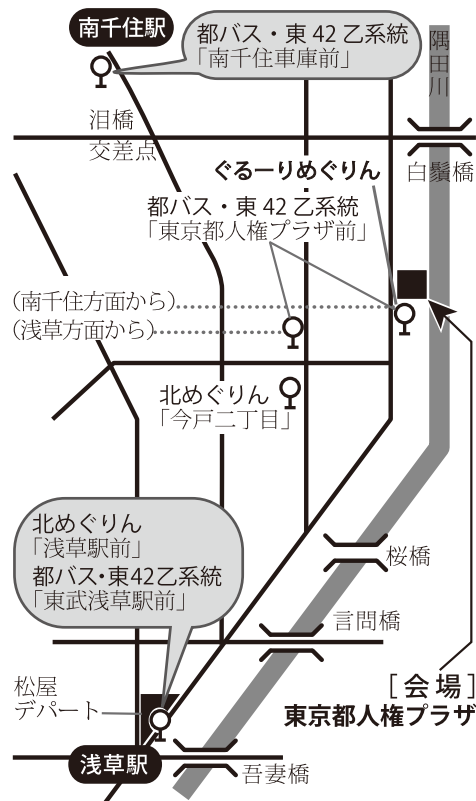 南千住駅
都バス・東 42 乙系統
「南千住車庫前」
隅田川
泪橋
交差点
白鬚橋
ぐるーりめぐりん
都バス・東 42 乙系統
「東京都人権プラザ前」
(南千住方面から)
(浅草方面から)
北めぐりん
「今戸二丁目」
北めぐりん
「浅草駅前」
都バス・東42乙系統
「東武浅草駅前」
桜橋
言問橋
松屋
デパート
[会場]
東京都人権プラザ
浅草駅
吾妻橋